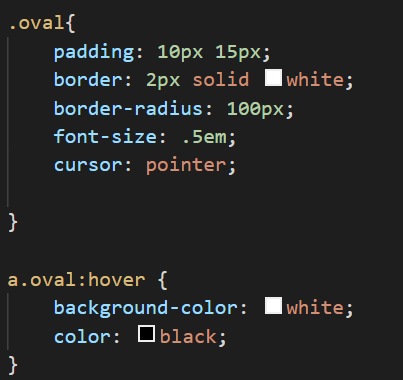 .oval{
    padding: 10px 15px;
    border: 2px solid white;
    border-radius: 100px;
    font-size: .5em;
    cursor: pointer;

}

a.oval:hover {
    background-color: white;
    color: black;
}